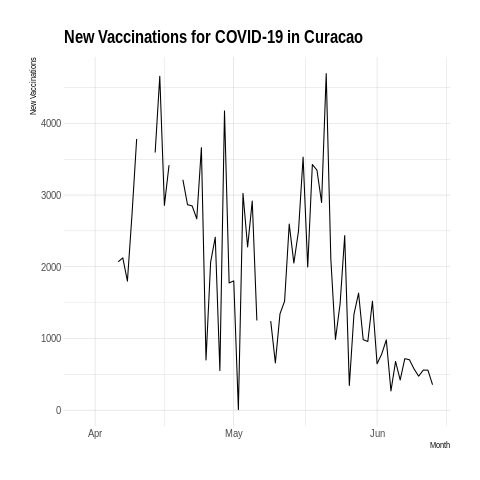 New Vaccinations for COVID-19 in Curacao
New Vaccinations
4000
3000
2000
1000
0
Apr
May
Jun
Month